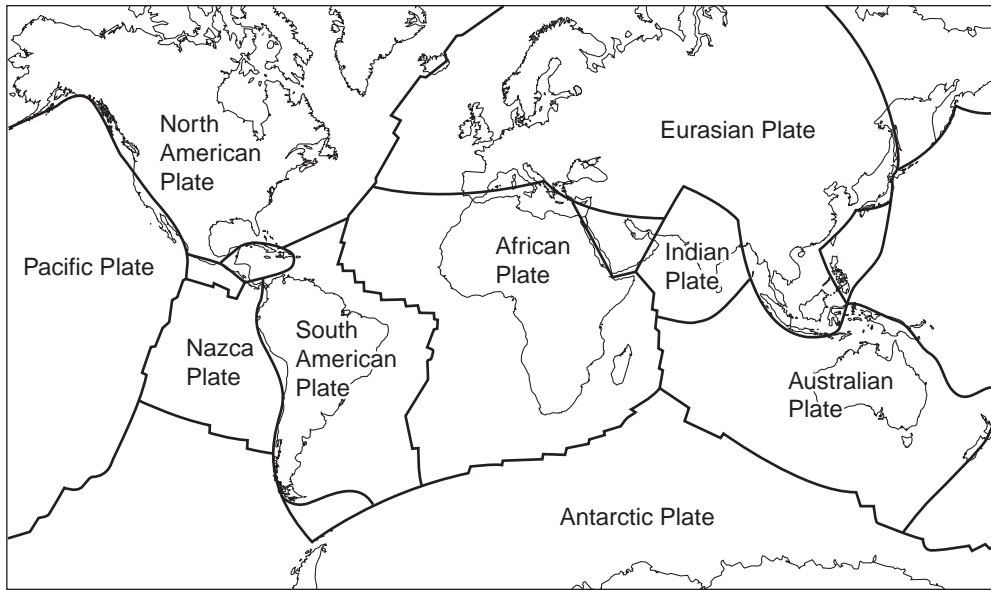 North
American
Plate
Eurasian Plate
Pacific Plate
African
Plate
Indian
Plate
Nazca
Plate
South
American
Plate
Australian
Plate
Antarctic Plate